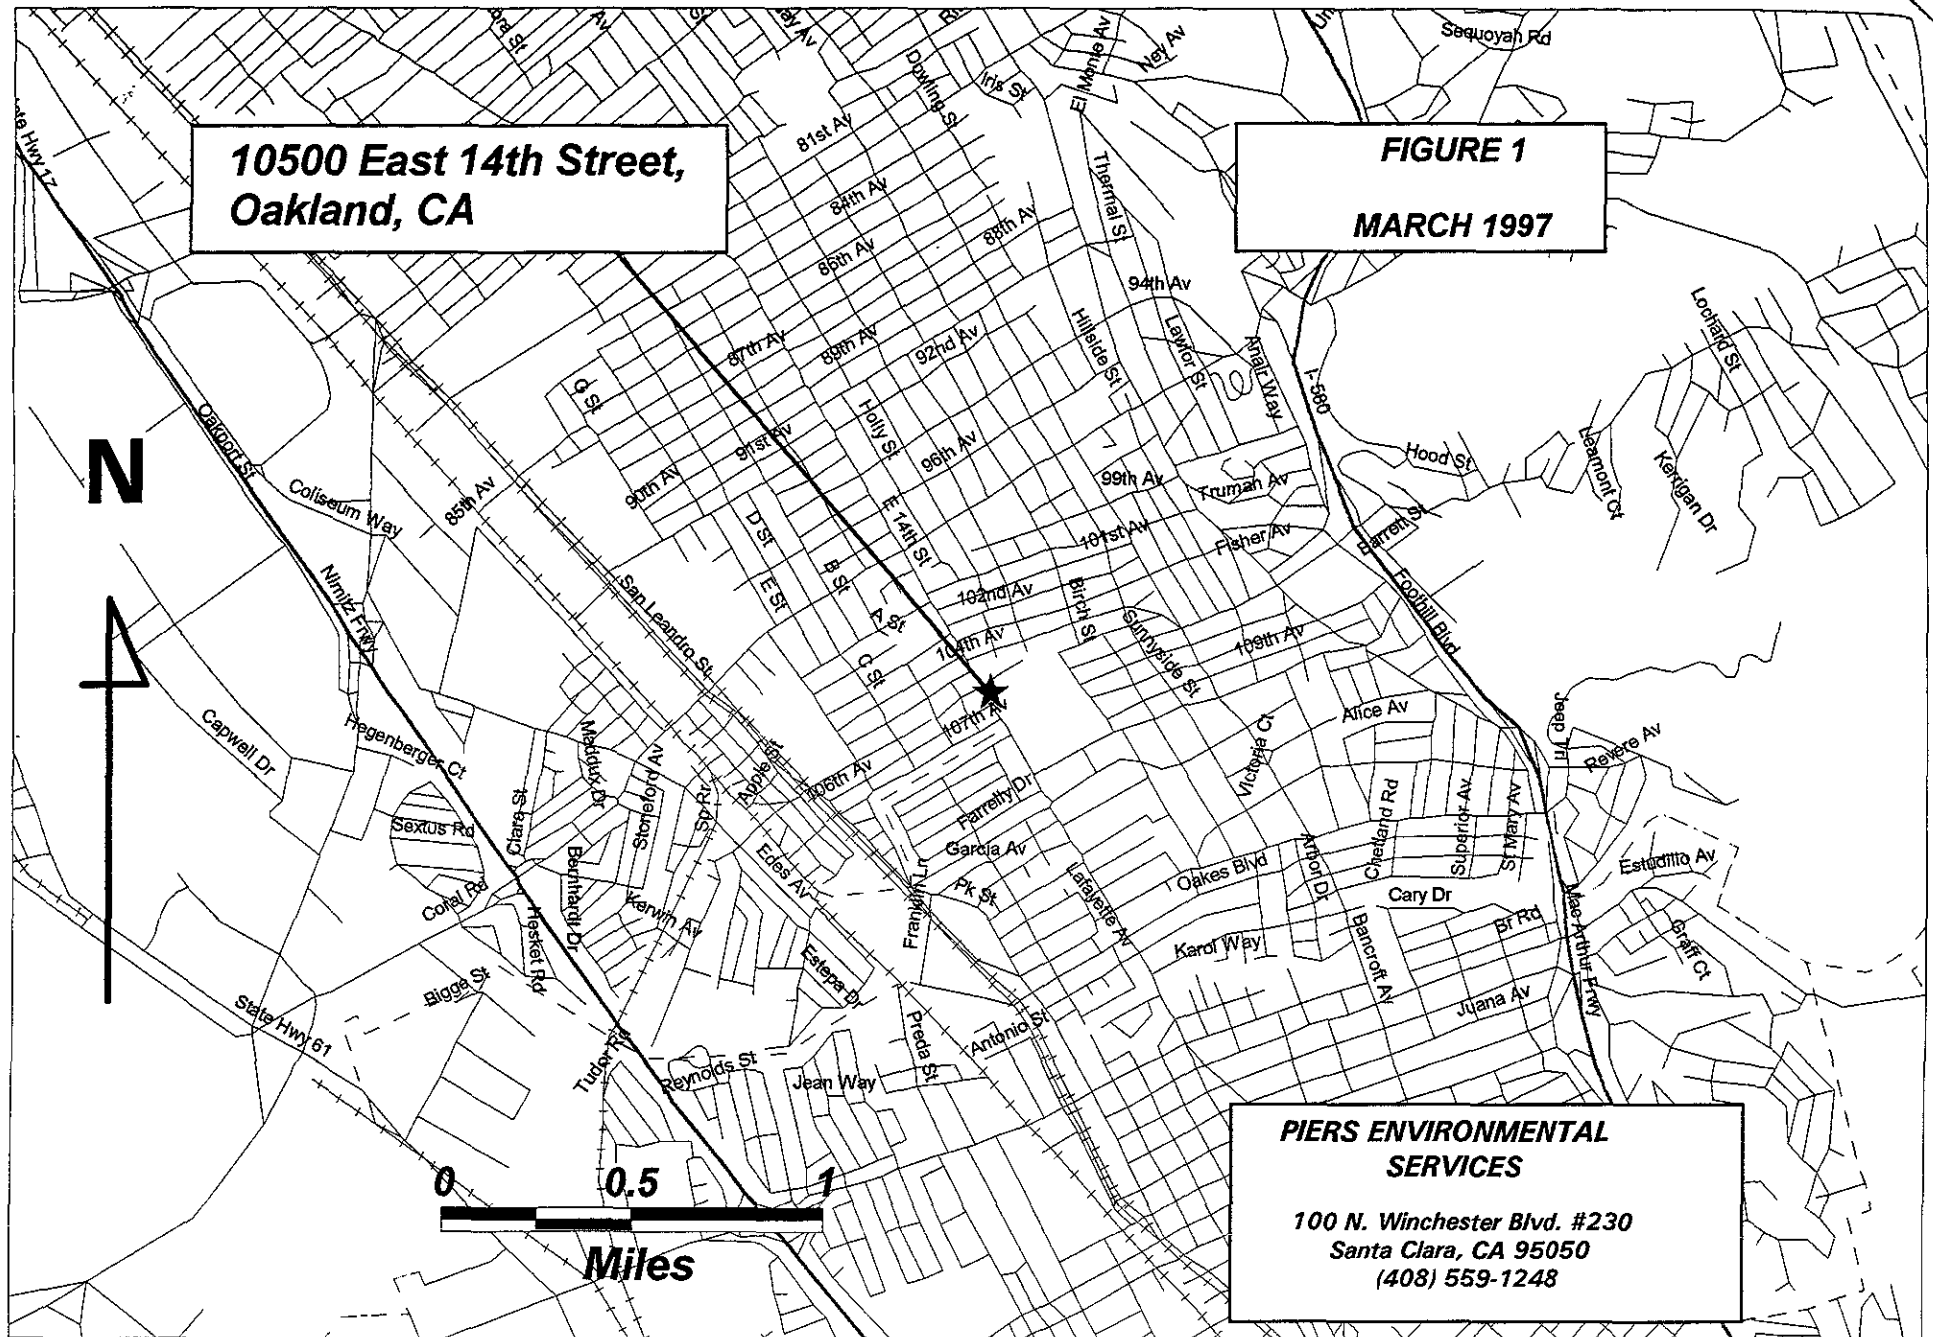 Av
Sequoyah Rd
El Monte Av
Ney Av
Dowling St
Iris St
81st Av
10500 East 14th Street,
Oakland, CA
FIGURE 1
MARCH 1997
84th Av
Thermal St
88th Av
86th Av
94th Av
Lochard St
87th Av
89th Av
92nd Av
Hillside St
Lawlor St
I- 580
G St
Holly St
Oakport St
N
91st Av
96th Av
Hood St
Leamont Ct
Kerrigan Dr
90th Av
85th Av
Coliseum Way
99th Av
Truman Av
E 14th St
D St
101st Av
Fisher Av
Barrett St
Nimitz Frwy
San Leandro St
E St
B St
A St
102nd Av
Birch St
Foothill Blvd
104th Av
Sunnyside St
109th Av
C St
107th Av
Capwell Dr
Hegenberger Ct
Maddux Dr
Stoneford Av
Victoria Ct
Alice Av
Jeep Trl
Revere Av
Apple St
106th Av
Sp Rr
Farrelly Dr
Chetland Rd
Superior Av
St Mary Av
Sextus Rd
Clara St
Garcia Av
Edes Av
Oakes Blvd
Arbor Dr
Estudillo Av
Coral Rd
Bernhardt Dr
Kerwin Av
Franklin Ln
Pk St
Lafayette Av
Cary Dr
Hesket Rd
Karol Way
Bancroft Av
Br Rd
Mac Arthur Frwy
Graff Ct
Estepa Dr
Bigge St
Juana Av
State Hwy 61
Tudor Rd
Preda St
Antonio St
Reynolds St
Jean Way
0 0.5 1
Miles
PIERS ENVIRONMENTAL
SERVICES
100 N. Winchester Blvd. #230
Santa Clara, CA 95050
(408) 559-1248